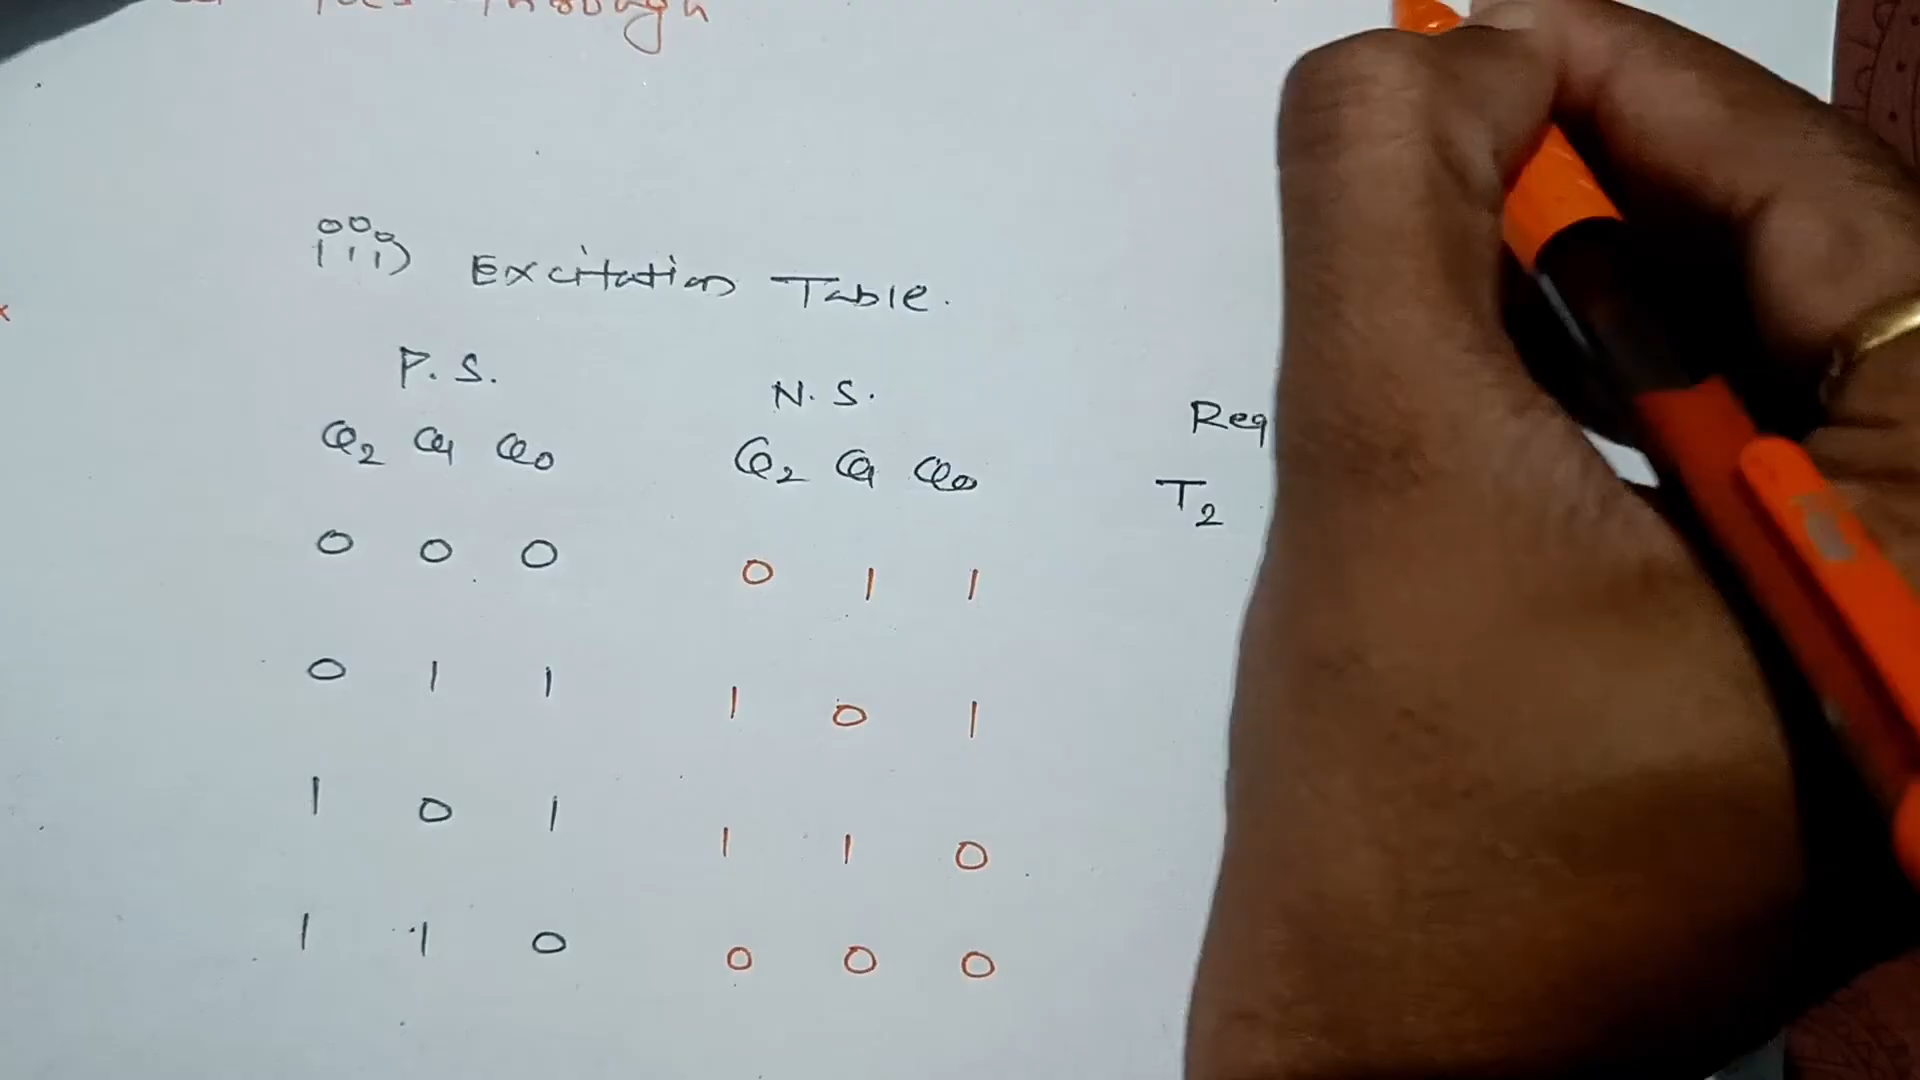 Through
iii) Excitation Table.
P. S. N. S. Req
Q2 Q1 Q0 Q2 Q1 Q0 T2
0 0 0 0 1 1
0 1 1 1 0 1
1 0 1 1 1 0
1 1 0 0 0 0